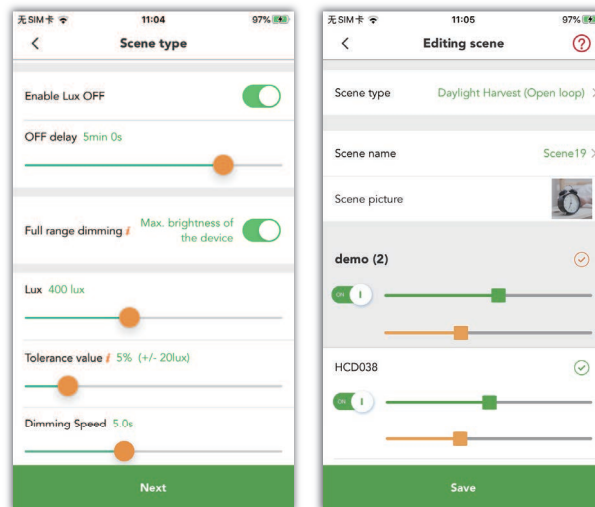 无SIM卡 11:04 97%
Scene type
Enable Lux OFF
OFF delay 5min 0s
Full range dimming i Max. brightness of
the device
Lux 400 lux
Tolerance value i 5% (+/- 20lux)
Dimming Speed 5.0s
Next
无SIM卡 11:05 97%
Editing scene ?
Scene type Daylight Harvest (Open loop)
Scene name Scene19
Scene picture
demo (2)
ON
HCD038
ON
Save